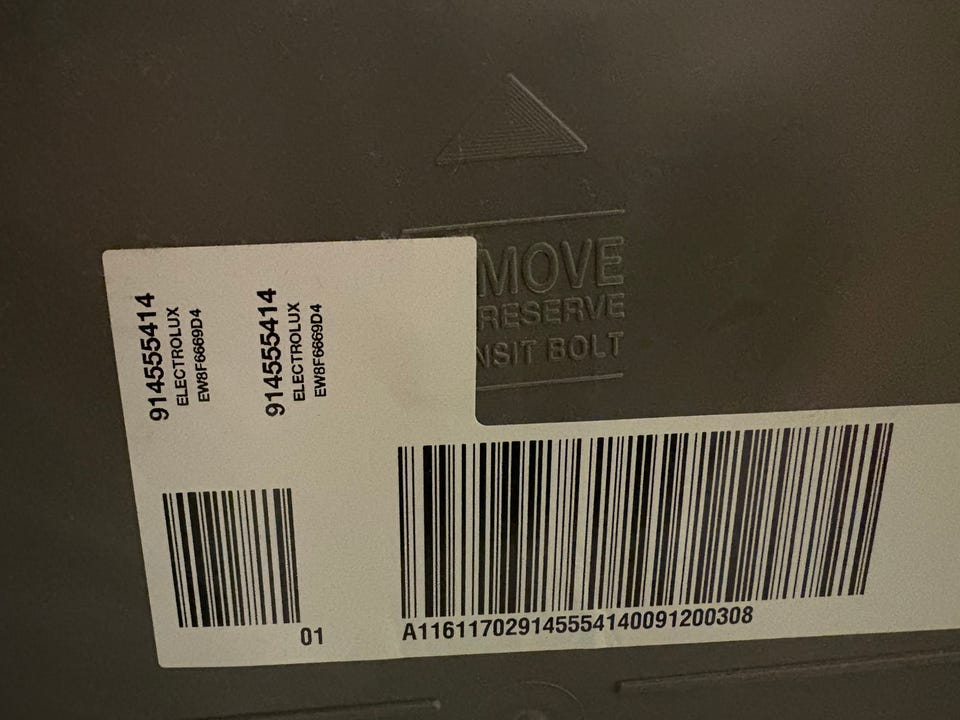 MOVE
RESERVE
NSIT BOLT
914555414
ELECTROLUX
EW8F6669D4
914555414
ELECTROLUX
EW8F6669D4
01
A116117029145554140091200308